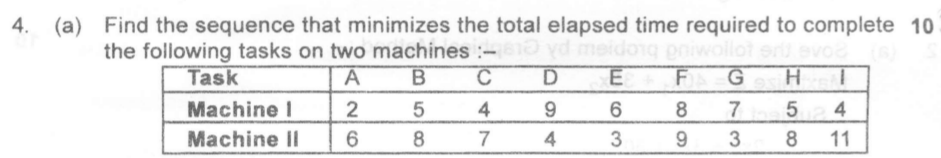 4. (a) Find the sequence that minimizes the total elapsed time required to complete 10
the following tasks on two machines :–
Task A B C D E F G H
Machine I 2 5 4 9 6 8 7 5 4
Machine II 6 8 7 4 3 9 3 8 11